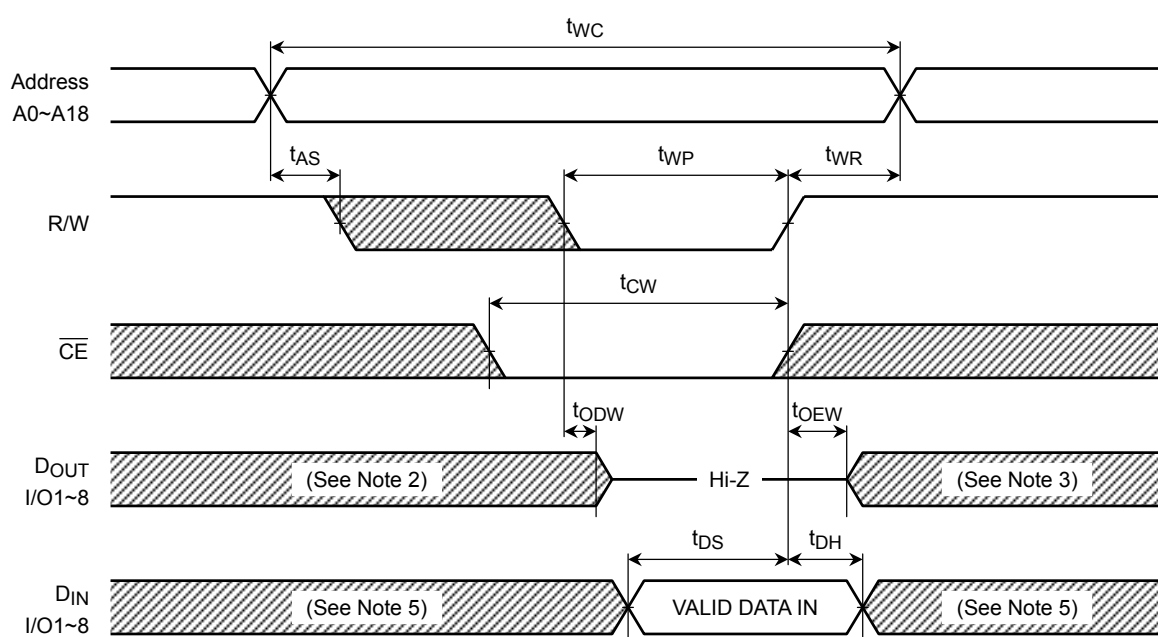 tWC
Address
A0~A18
tAS
tWP
tWR
R/W
tCW
CE
tODW
tOEW
DOUT
I/O1~8
(See Note 2)
Hi-Z
(See Note 3)
tDS
tDH
DIN
I/O1~8
(See Note 5)
VALID DATA IN
(See Note 5)